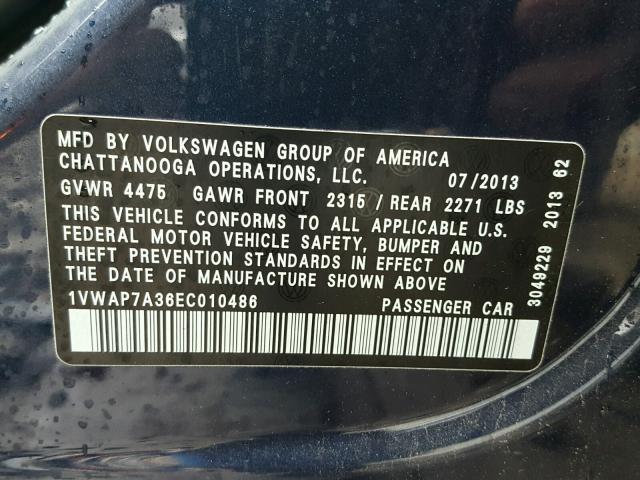 MFD BY VOLKSWAGEN GROUP OF AMERICA
CHATTANOOGA OPERATIONS, LLC. 07/2013
GVWR 4475 GAWR FRONT 2315/REAR 2271 LBS
THIS VEHICLE CONFORMS TO ALL APPLICABLE U.S.
FEDERAL MOTOR VEHICLE SAFETY, BUMPER AND
THEFT PREVENTION STANDARDS IN EFFECT ON
THE DATE OF MANUFACTURE SHOWN ABOVE
1VWAP7A36EC010486 PASSENGER CAR
3049229 2013 62